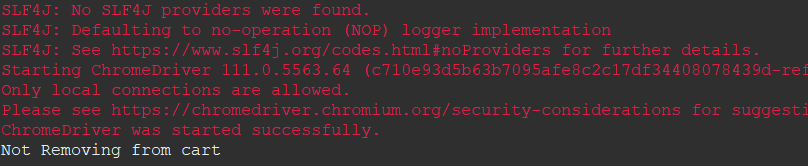 SLF4J: No SLF4J providers were found.
SLF4J: Defaulting to no-operation (NOP) logger implementation
SLF4J: See https://www.slf4j.org/codes.html#noProviders for further details.
Starting ChromeDriver 111.0.5563.64 (c710e93d5b63b7095afe8c2c17df34408078439d-ref
Only local connections are allowed.
Please see https://chromedriver.chromium.org/security-considerations for suggesti
ChromeDriver was started successfully.
Not Removing from cart